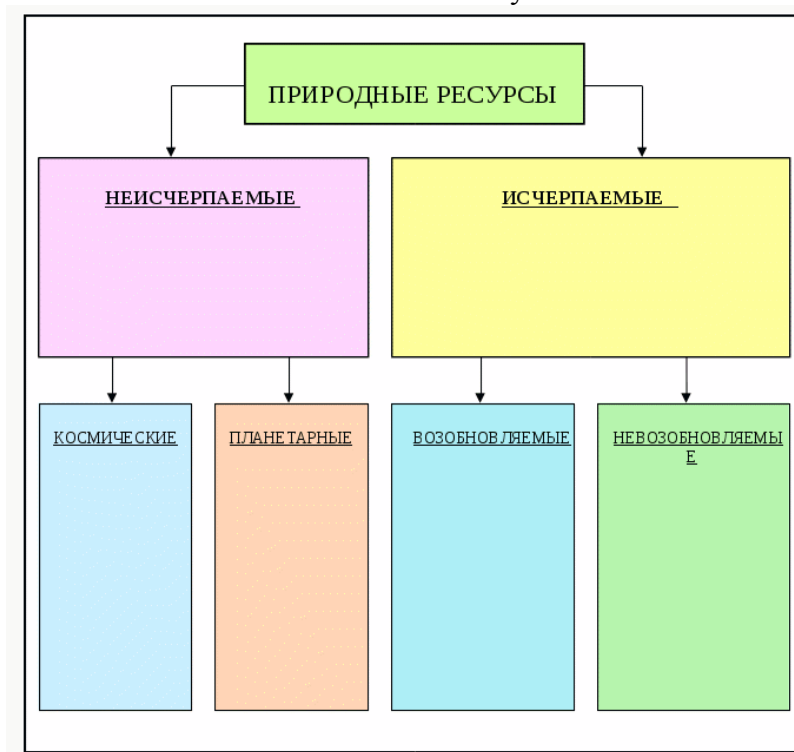 ПРИРОДНЫЕ РЕСУРСЫ
НЕИСЧЕРПАЕМЫЕ
ИСЧЕРПАЕМЫЕ
КОСМИЧЕСКИЕ
ПЛАНЕТАРНЫЕ
ВОЗОБНОВЛЯЕМЫЕ
НЕВОЗОБНОВЛЯЕМЫ
Е